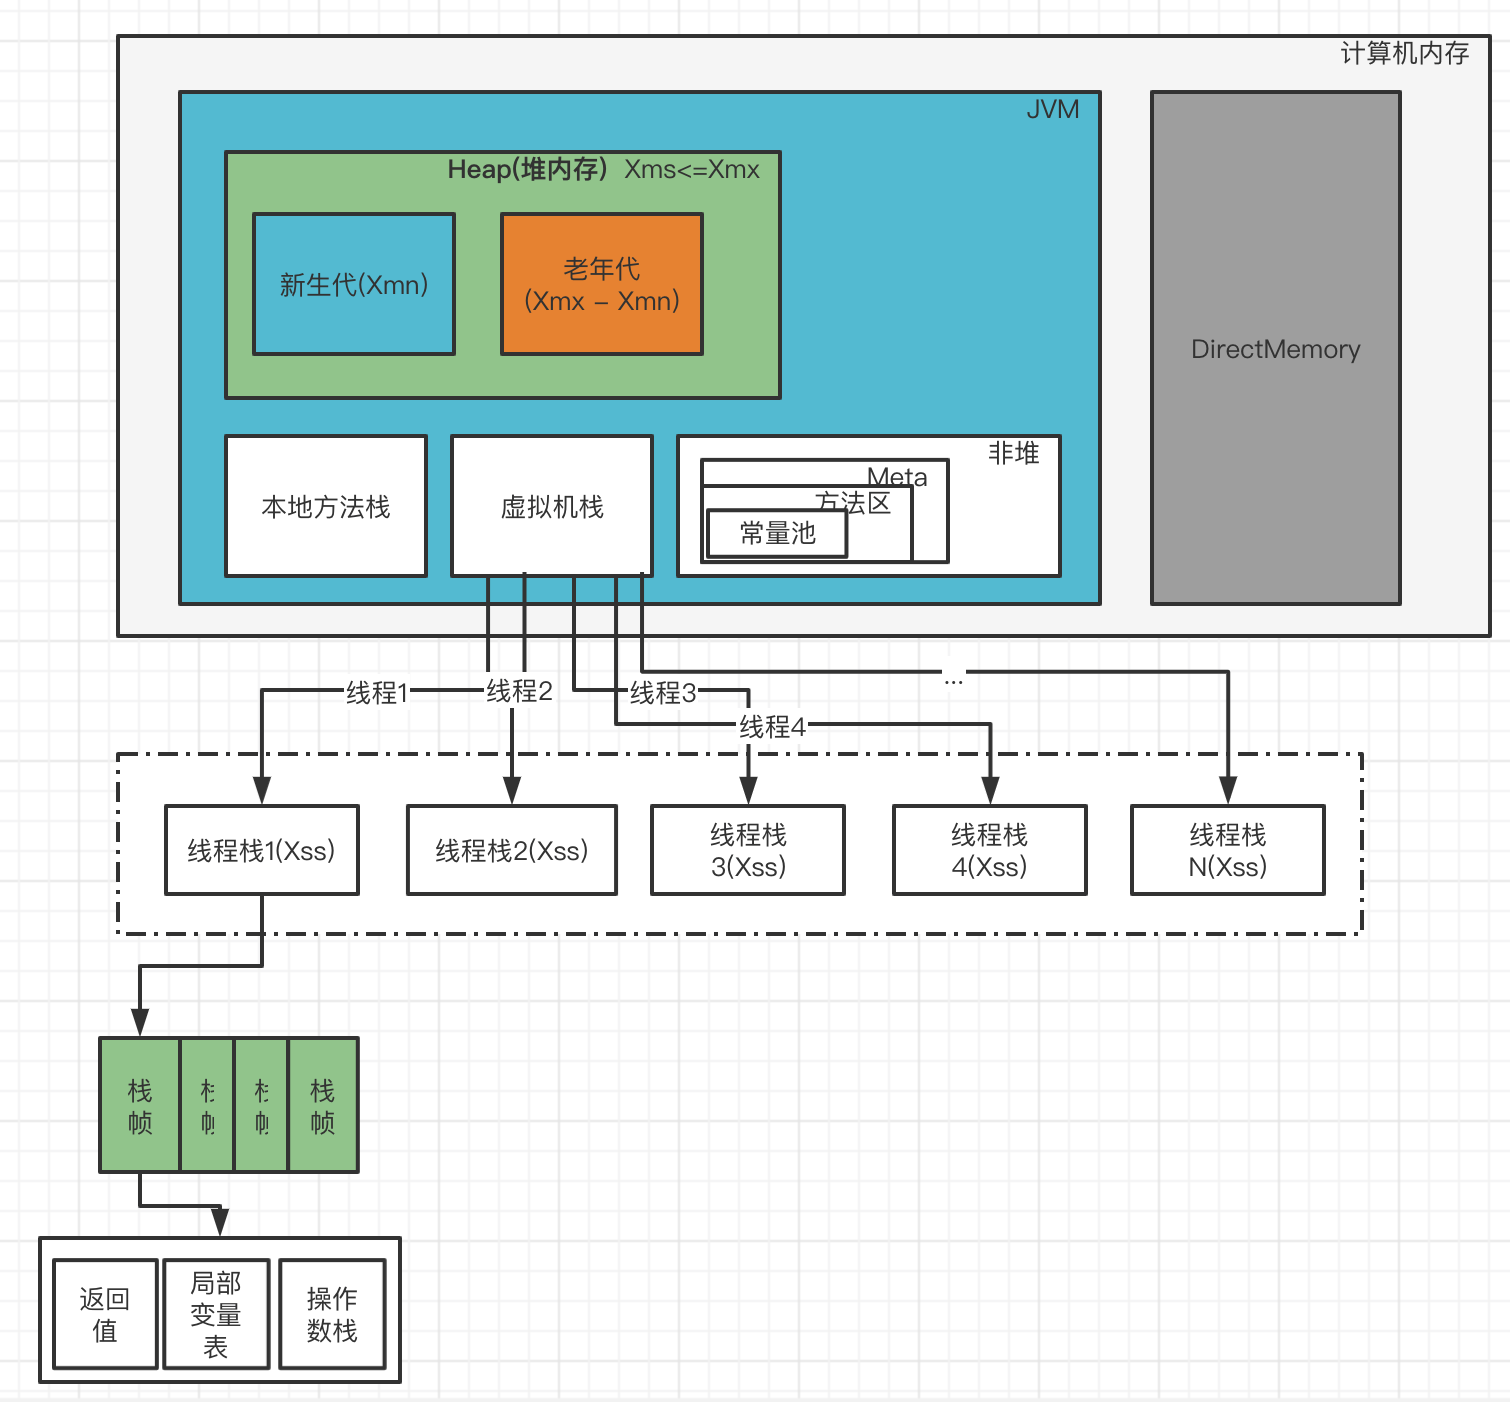 计算机内存
JVM
Heap(堆内存) Xms<=Xmx
新生代(Xmn)
老年代
(Xmx - Xmn)
DirectMemory
本地方法栈
虚拟机栈
非堆
Meta
方法区
常量池
线程1
线程2
线程3
...
线程4
线程栈1(Xss)
线程栈2(Xss)
线程栈
3(Xss)
线程栈
4(Xss)
线程栈
N(Xss)
栈
帧
栈
帧
返回
值
局部
变量
表
操作
数栈